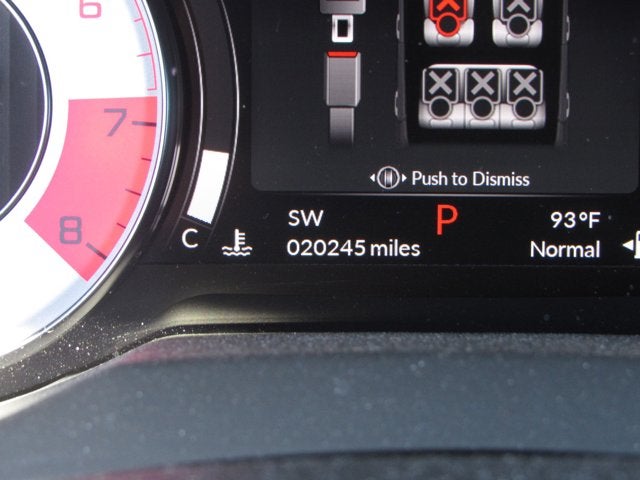 6
7
8
Push to Dismiss
C
SW P 93°F
020245 miles Normal